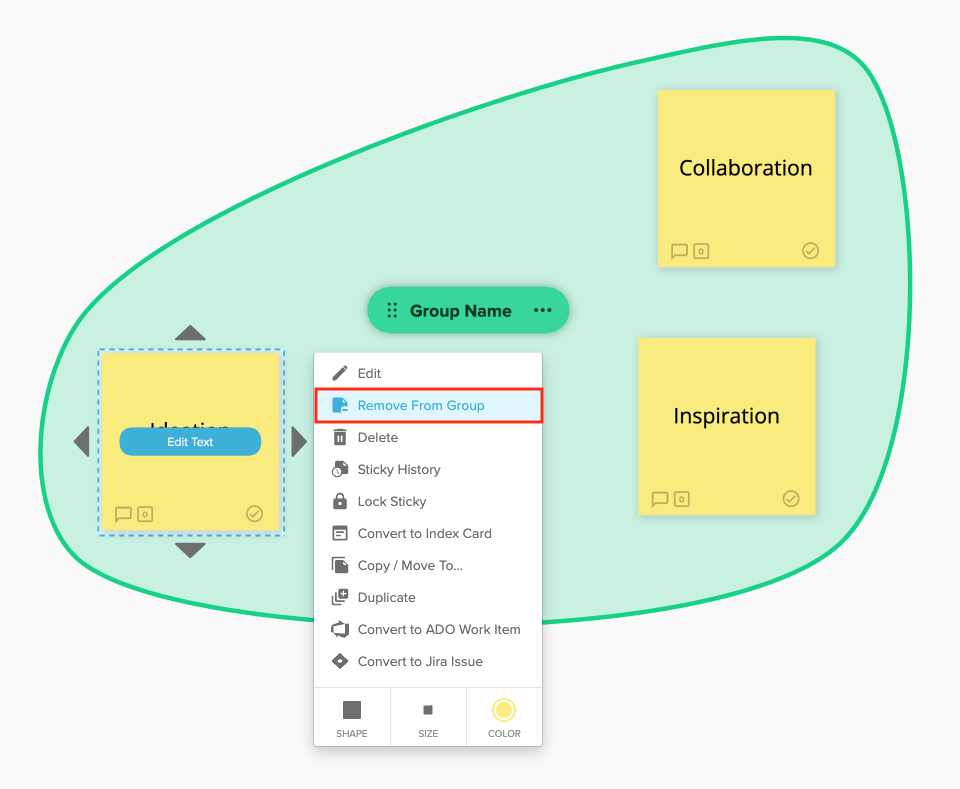 Collaboration
0
Group Name
Edit
Remove From Group
Delete
Sticky History
Lock Sticky
Convert to Index Card
Copy / Move To...
Duplicate
Convert to ADO Work Item
Convert to Jira Issue
SHAPE
SIZE
COLOR
Ideation
Edit Text
0
Inspiration
0